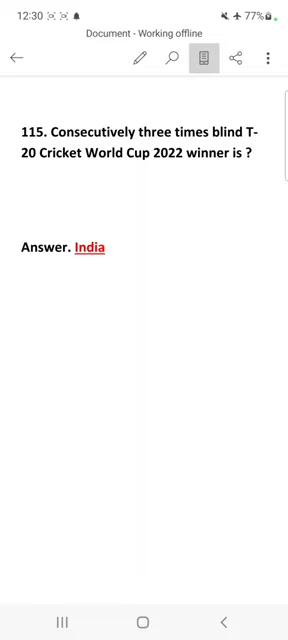 12:30
77%
Document - Working offline
115. Consecutively three times blind T-
20 Cricket World Cup 2022 winner is ?
Answer. India